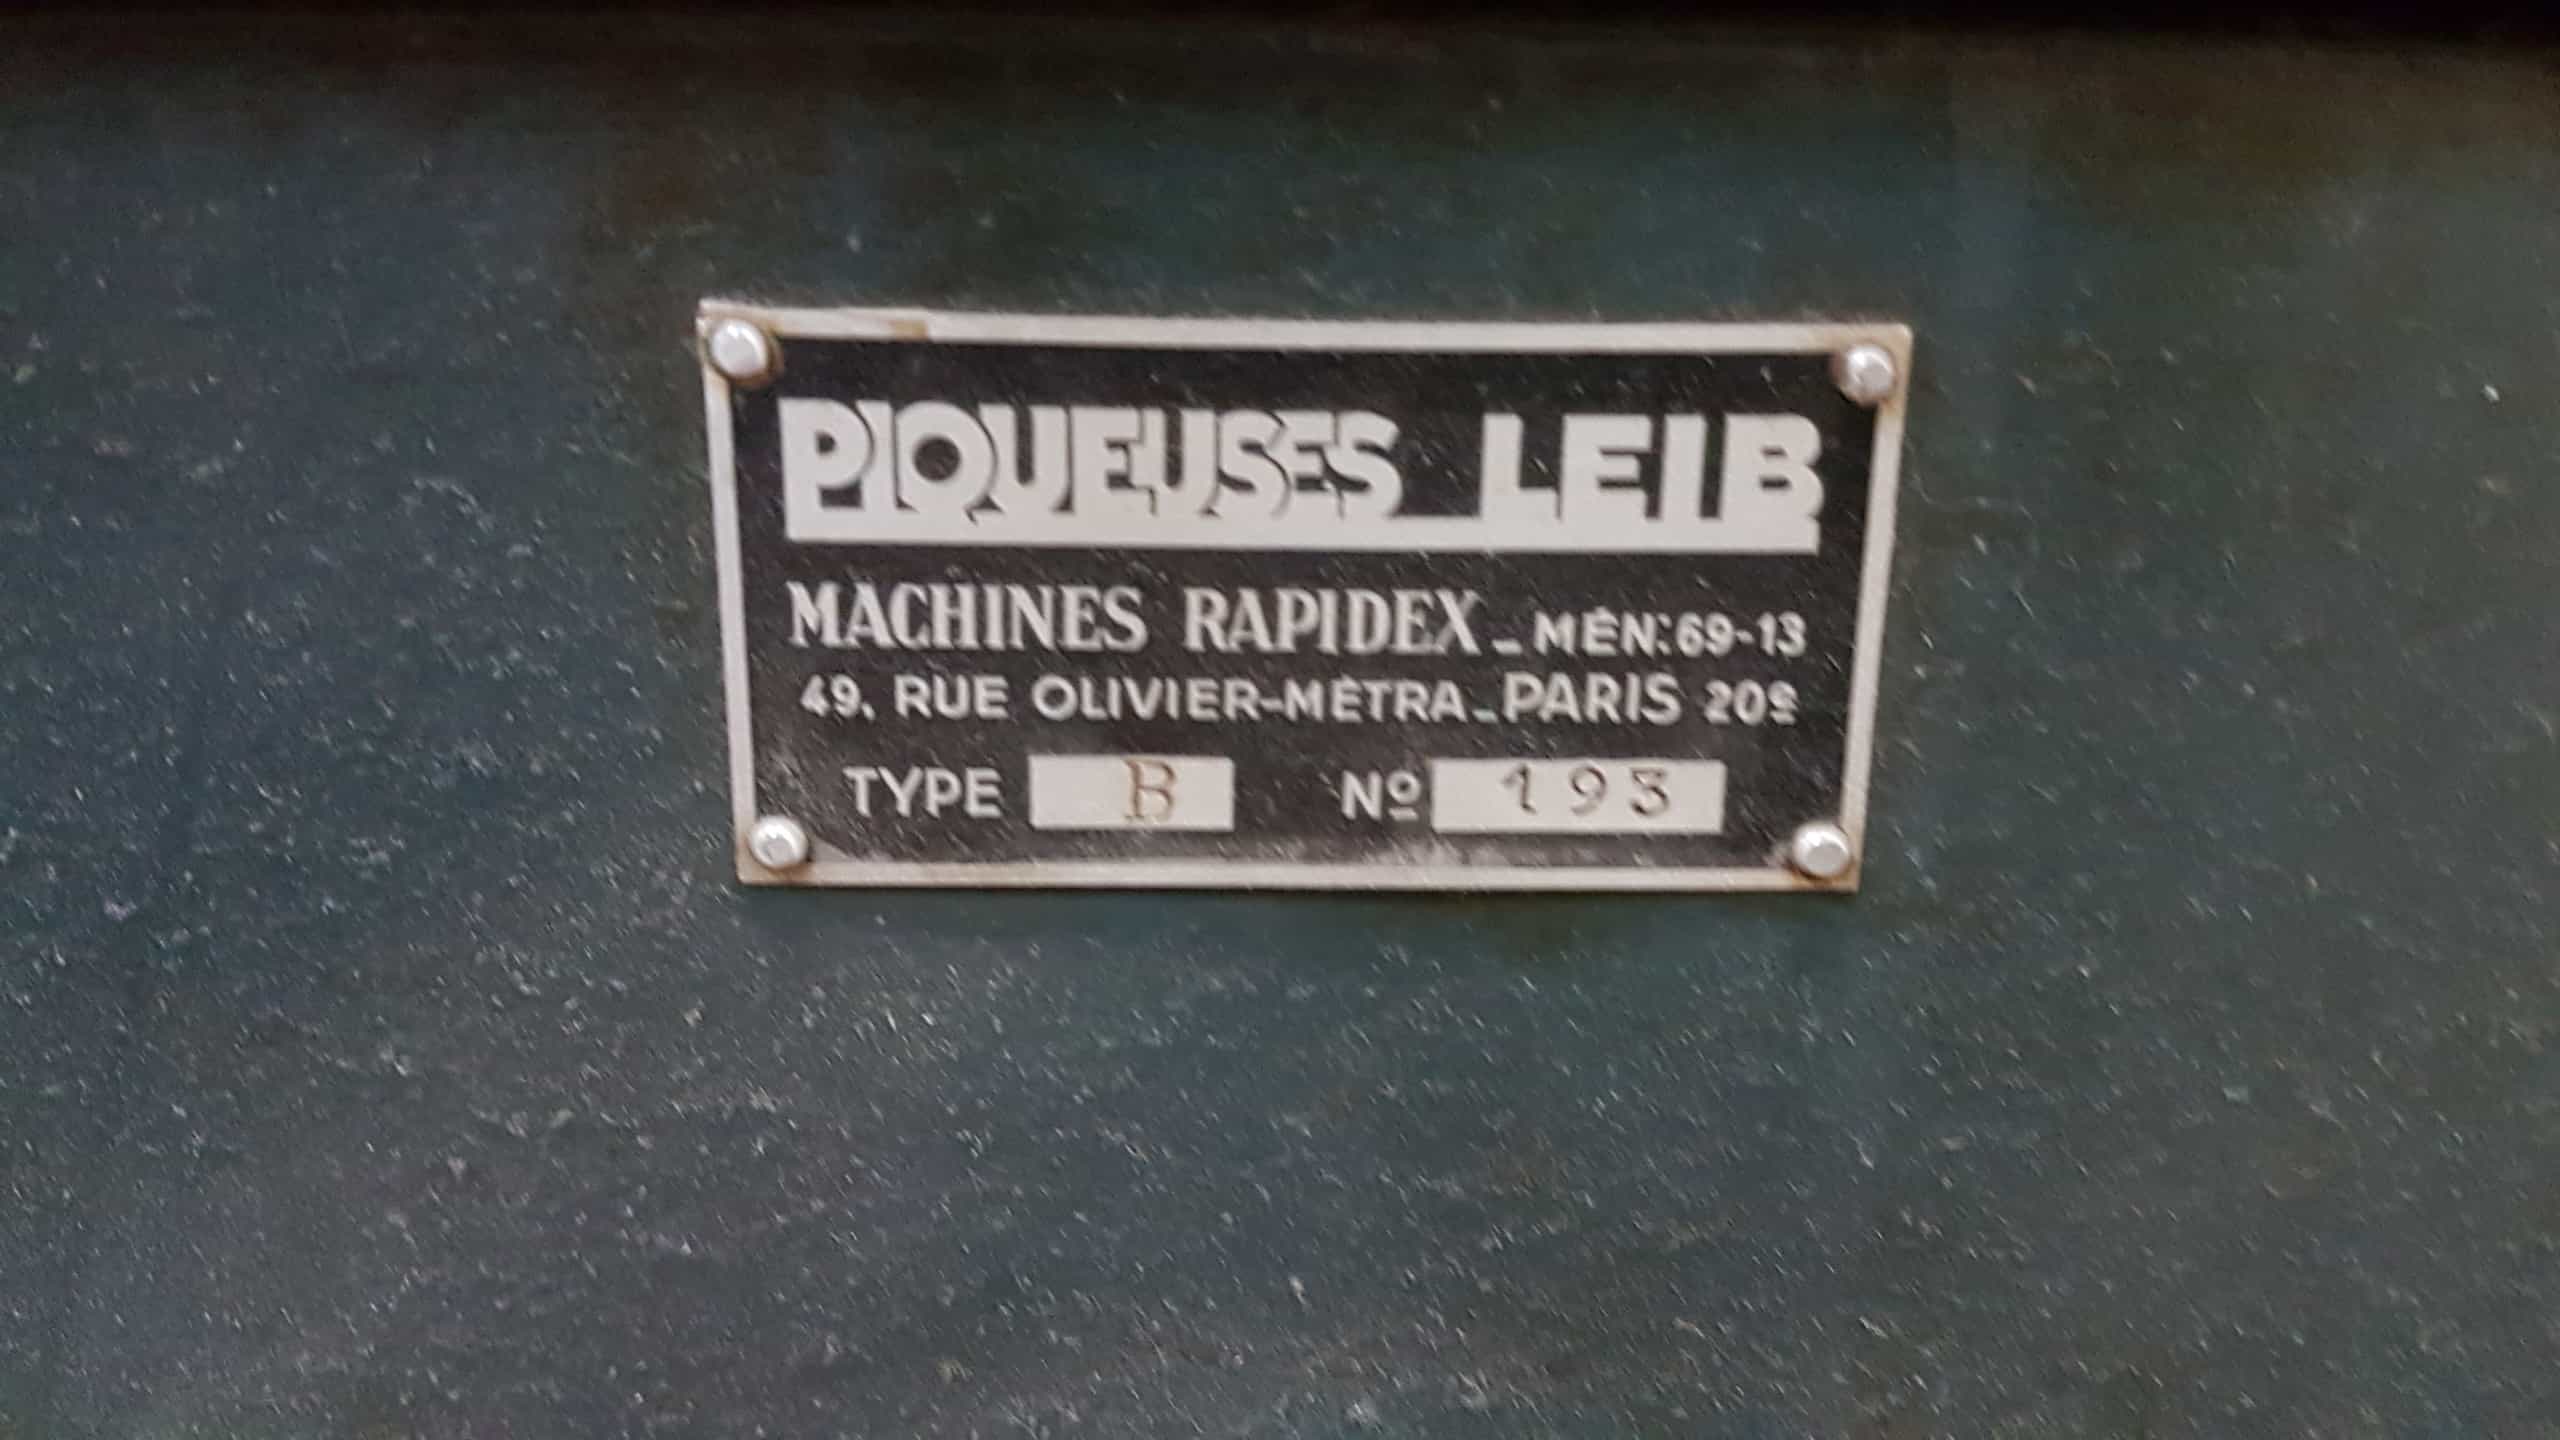 PIQUEUSES LEIB
MACHINES RAPIDEX - MÉN: 69-13
49, RUE OLIVIER-MÉTRA - PARIS 20e
TYPE B Nº 193